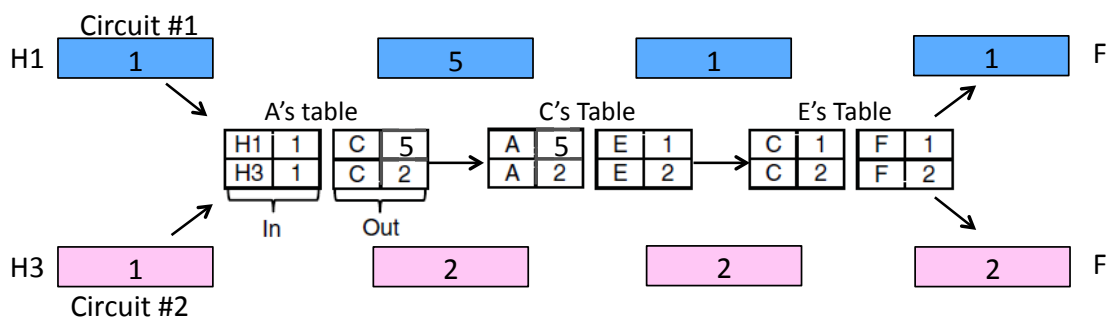 Circuit #1
H1 1 5 1 1 F
A's table C's Table E's Table
H1 1 C 5 A 5 E 1 C 1 F 1
H3 1 C 2 A 2 E 2 C 2 F 2
In Out
H3 1 2 2 2 F
Circuit #2